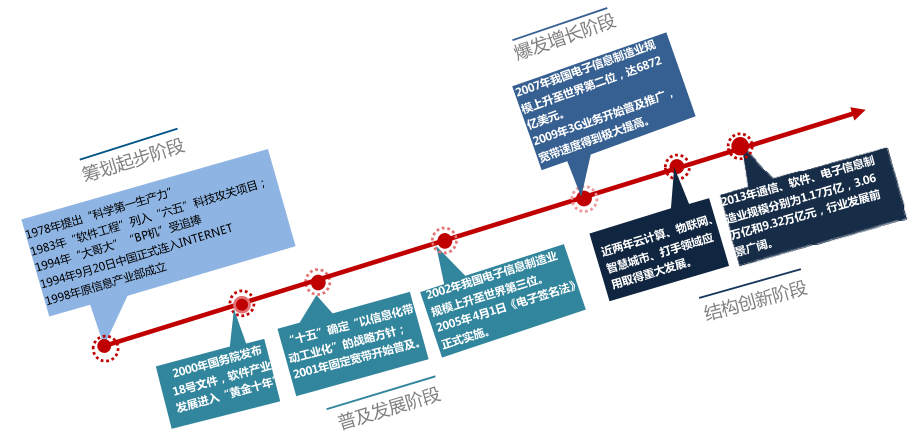 筹划起步阶段
1978年提出“科学第一生产力”
1983年“软件工程”列入“六五”科技攻关项目；
1994年“大哥大”“BP机”受追捧
1994年9月20日中国正式连入INTERNET
1998年原信息产业部成立
2000年国务院发布
18号文件，软件产业
发展进入“黄金十年”
“十五”确定“以信息化带
动工业化”的战略方针；
2001年固定宽带开始普及。
2002年我国电子信息制造业
规模上升至世界第三位。
2005年4月1日《电子签名法》
正式实施。
普及发展阶段
爆发增长阶段
2007年我国电子信息制造业规
模上升至世界第二位，达6872
亿美元。
2009年3G业务开始普及推广，
宽带速度得到极大提高。
近两年云计算、物联网、
智慧城市、打手领域应
用取得重大发展。
2013年通信、软件、电子信息制
造业规模分别为1.17万亿，3.06
万亿和9.32万亿元，行业发展前
景广阔。
结构创新阶段